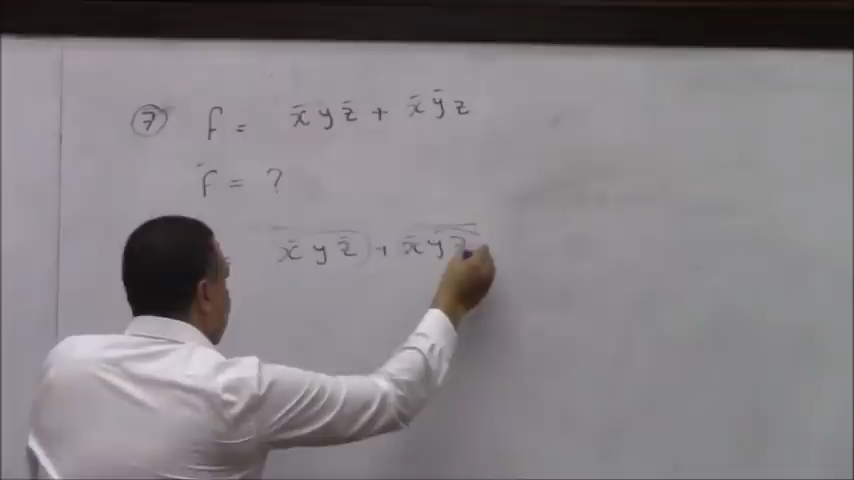 ⑦ F = x̄ y z̄ + x̄ ȳ z
F̄ = ?
x̄ y z̄ + x̄ y z